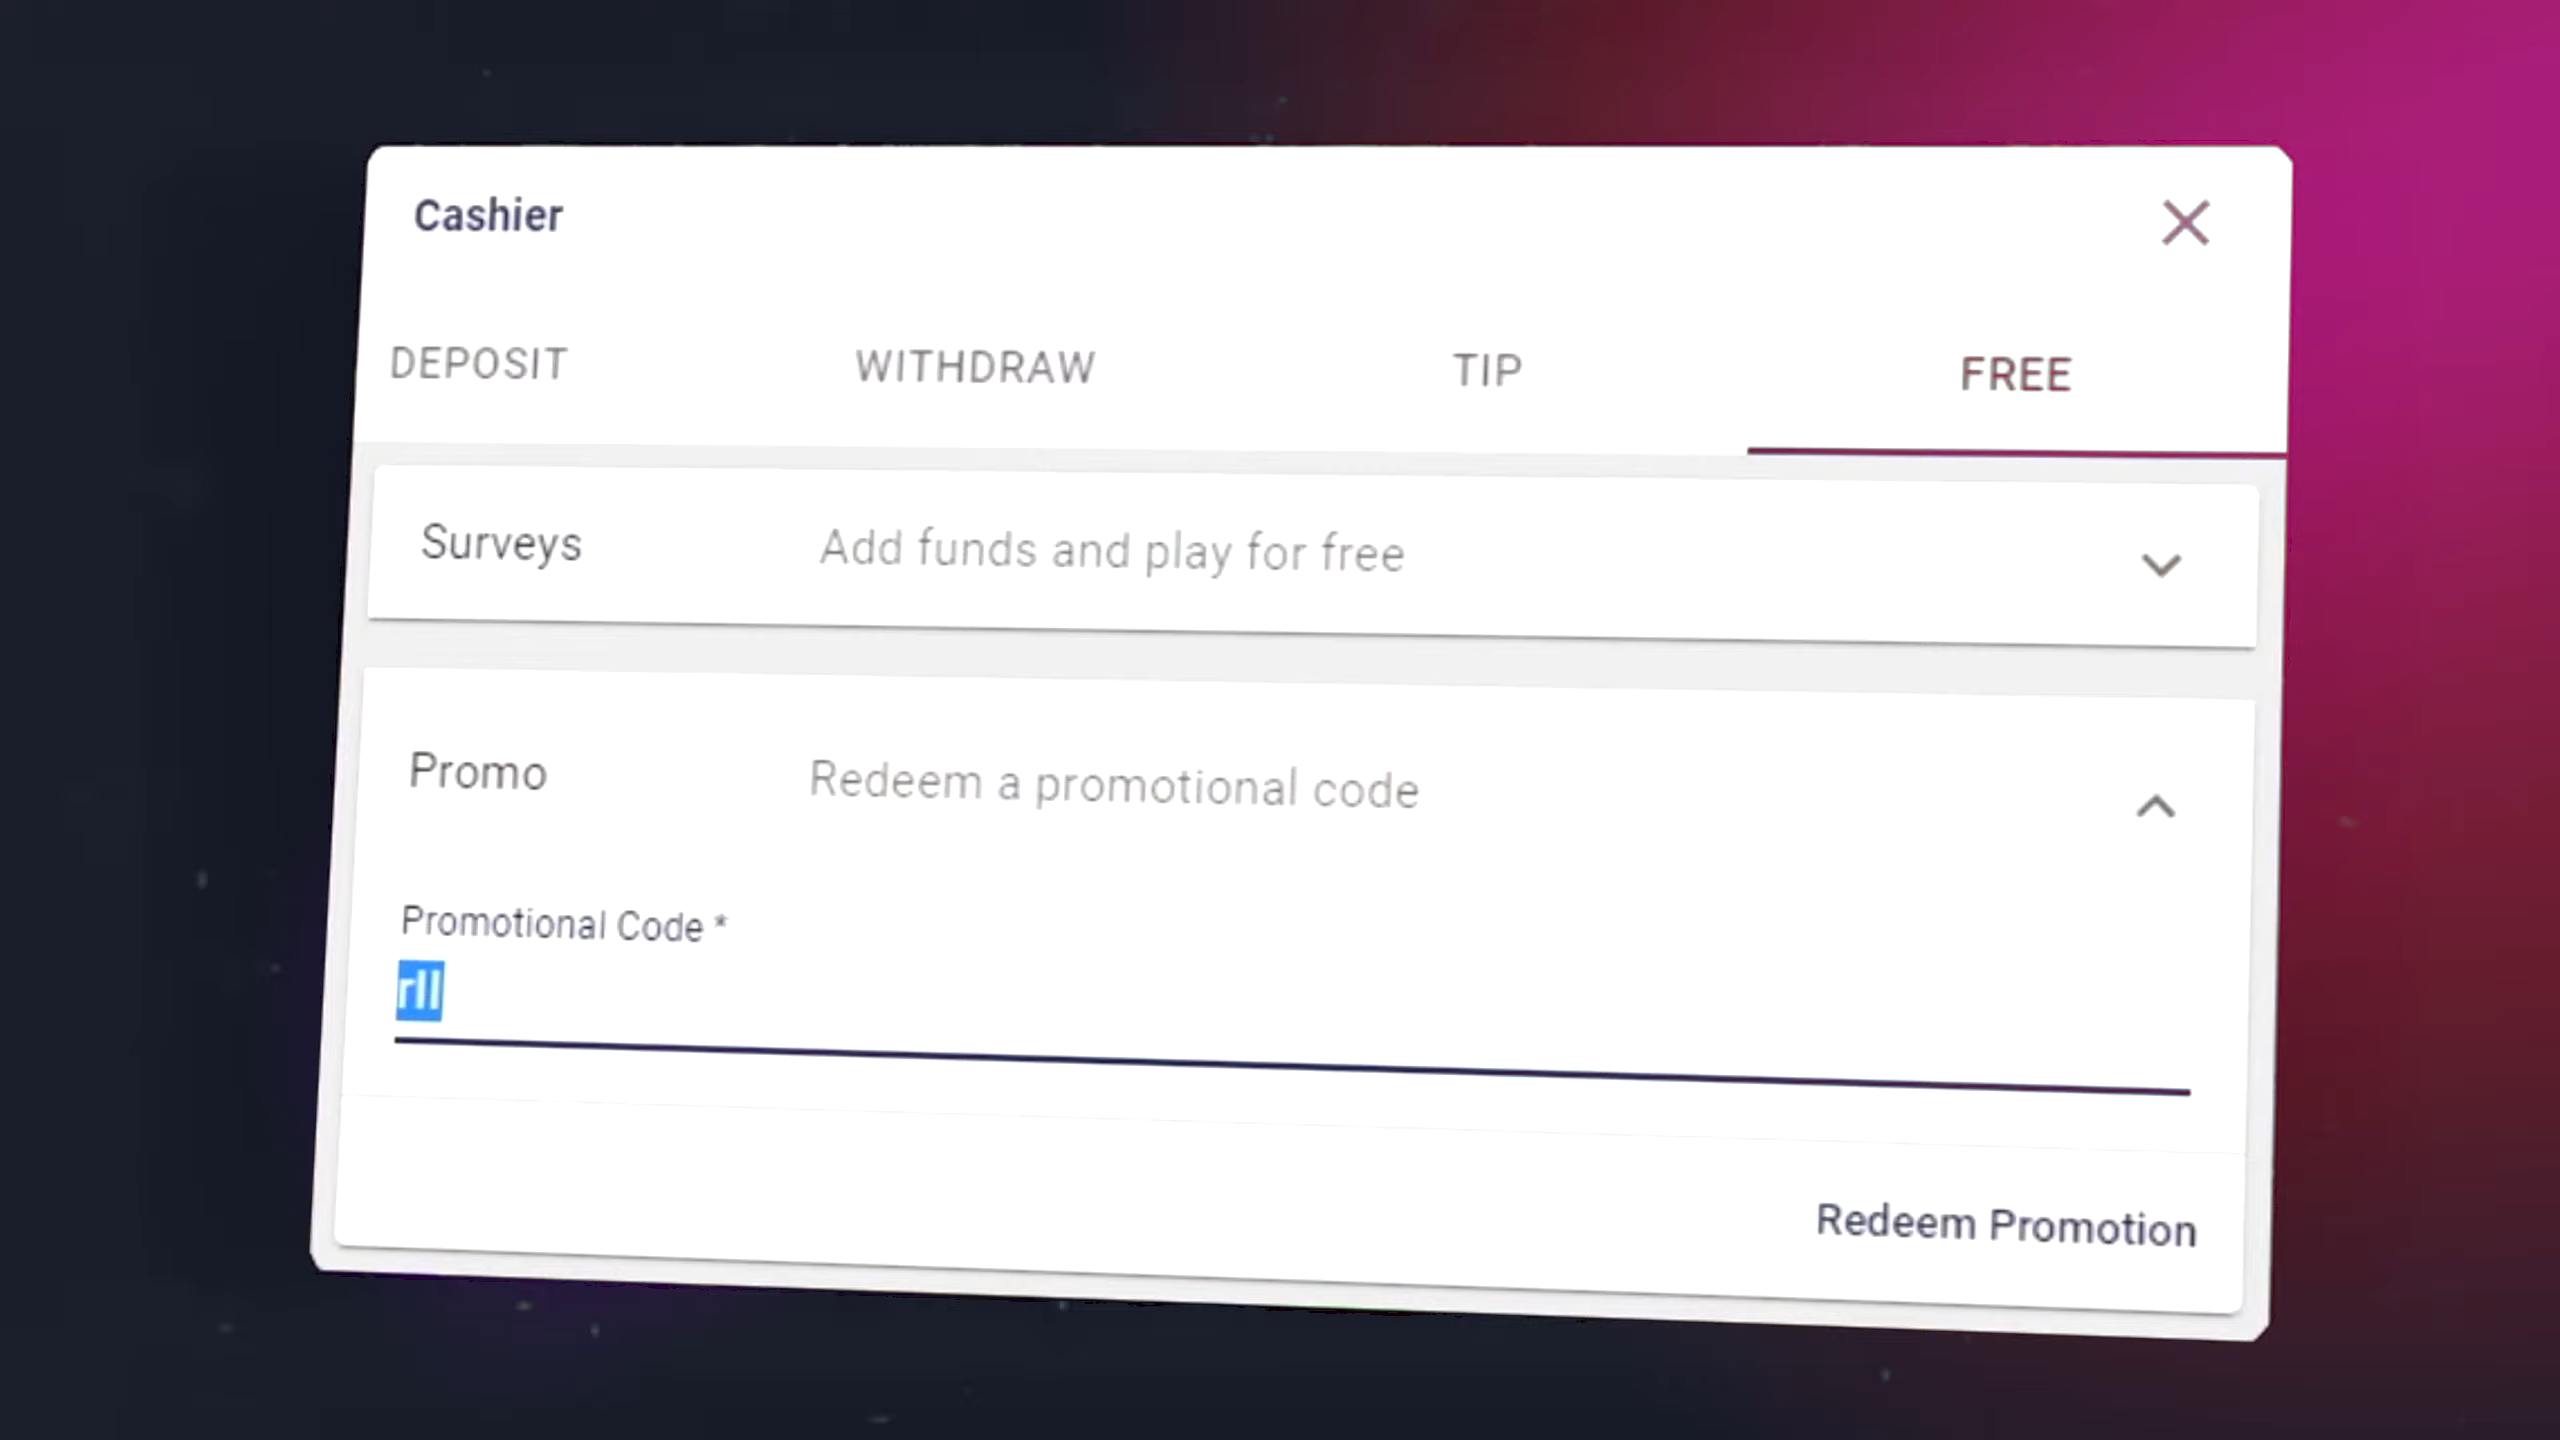 Cashier
DEPOSIT WITHDRAW TIP FREE
Surveys Add funds and play for free
Promo Redeem a promotional code
Promotional Code *
rll
Redeem Promotion